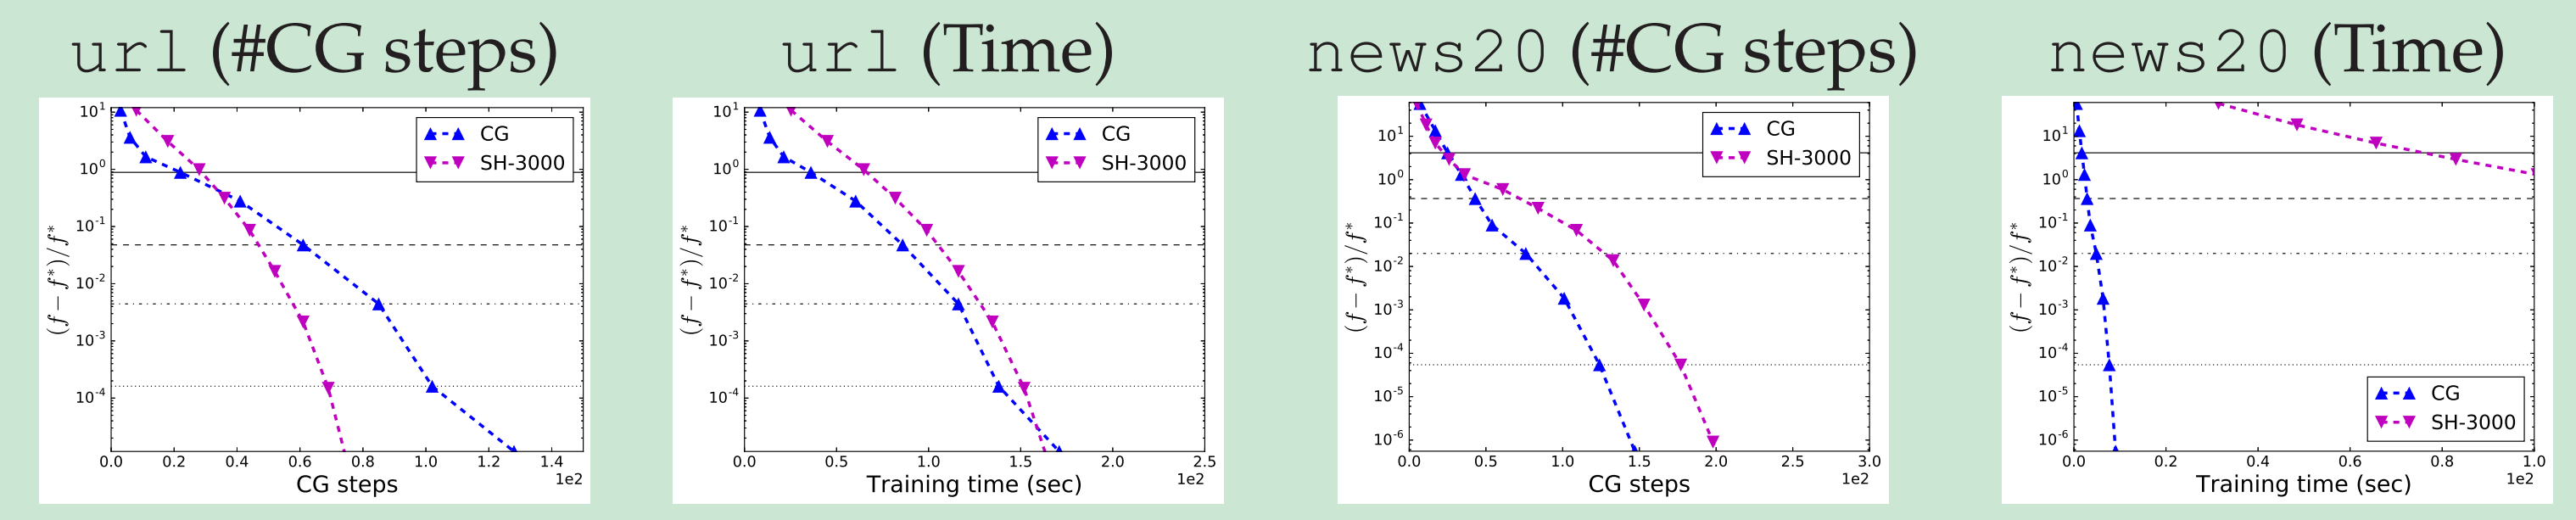 url (#CG steps)
10^1
10^0
10^-1
10^-2
10^-3
10^-4
(f − f*)/f*
CG
SH-3000
0.0 0.2 0.4 0.6 0.8 1.0 1.2 1.4
1e2
CG steps
url (Time)
10^1
10^0
10^-1
10^-2
10^-3
10^-4
(f − f*)/f*
CG
SH-3000
0.0 0.5 1.0 1.5 2.0 2.5
1e2
Training time (sec)
news20 (#CG steps)
10^1
10^0
10^-1
10^-2
10^-3
10^-4
10^-5
10^-6
(f − f*)/f*
CG
SH-3000
0.0 0.5 1.0 1.5 2.0 2.5 3.0
1e2
CG steps
news20 (Time)
10^1
10^0
10^-1
10^-2
10^-3
10^-4
10^-5
10^-6
(f − f*)/f*
CG
SH-3000
0.0 0.2 0.4 0.6 0.8 1.0
1e2
Training time (sec)